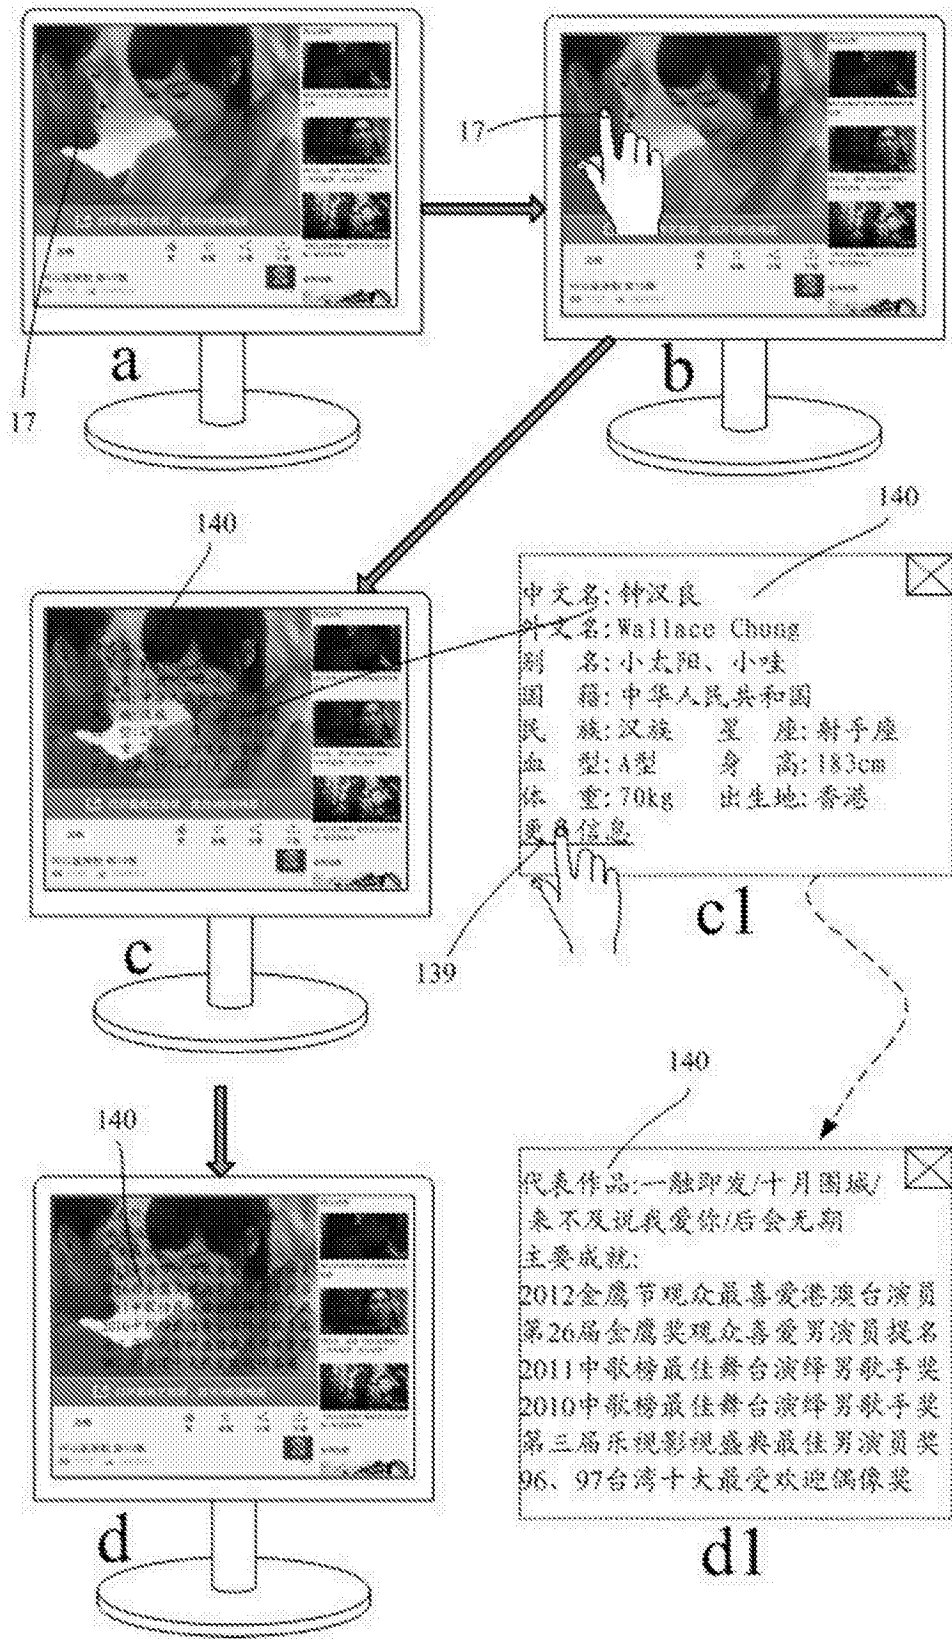 17
a
b
17
140
140
中文名:钟汉良
外文名:Wallace Chung
别 名:小太阳、小哇
国 籍:中华人民共和国
民 族:汉族 星 座:射手座
血 型:A型 身 高:183cm
体 重:70kg 出生地:香港
更多信息
c
c1
139
140
140
代表作品:一触即发/十月围城/
来不及说我爱你/后会无期
主要成就:
2012金鹰节观众最喜爱港澳台演员
第26届金鹰奖观众喜爱男演员提名
2011中歌榜最佳舞台演绎男歌手奖
2010中歌榜最佳舞台演绎男歌手奖
第三届乐视影视盛典最佳男演员奖
96、97台湾十大最受欢迎偶像奖
d
d1